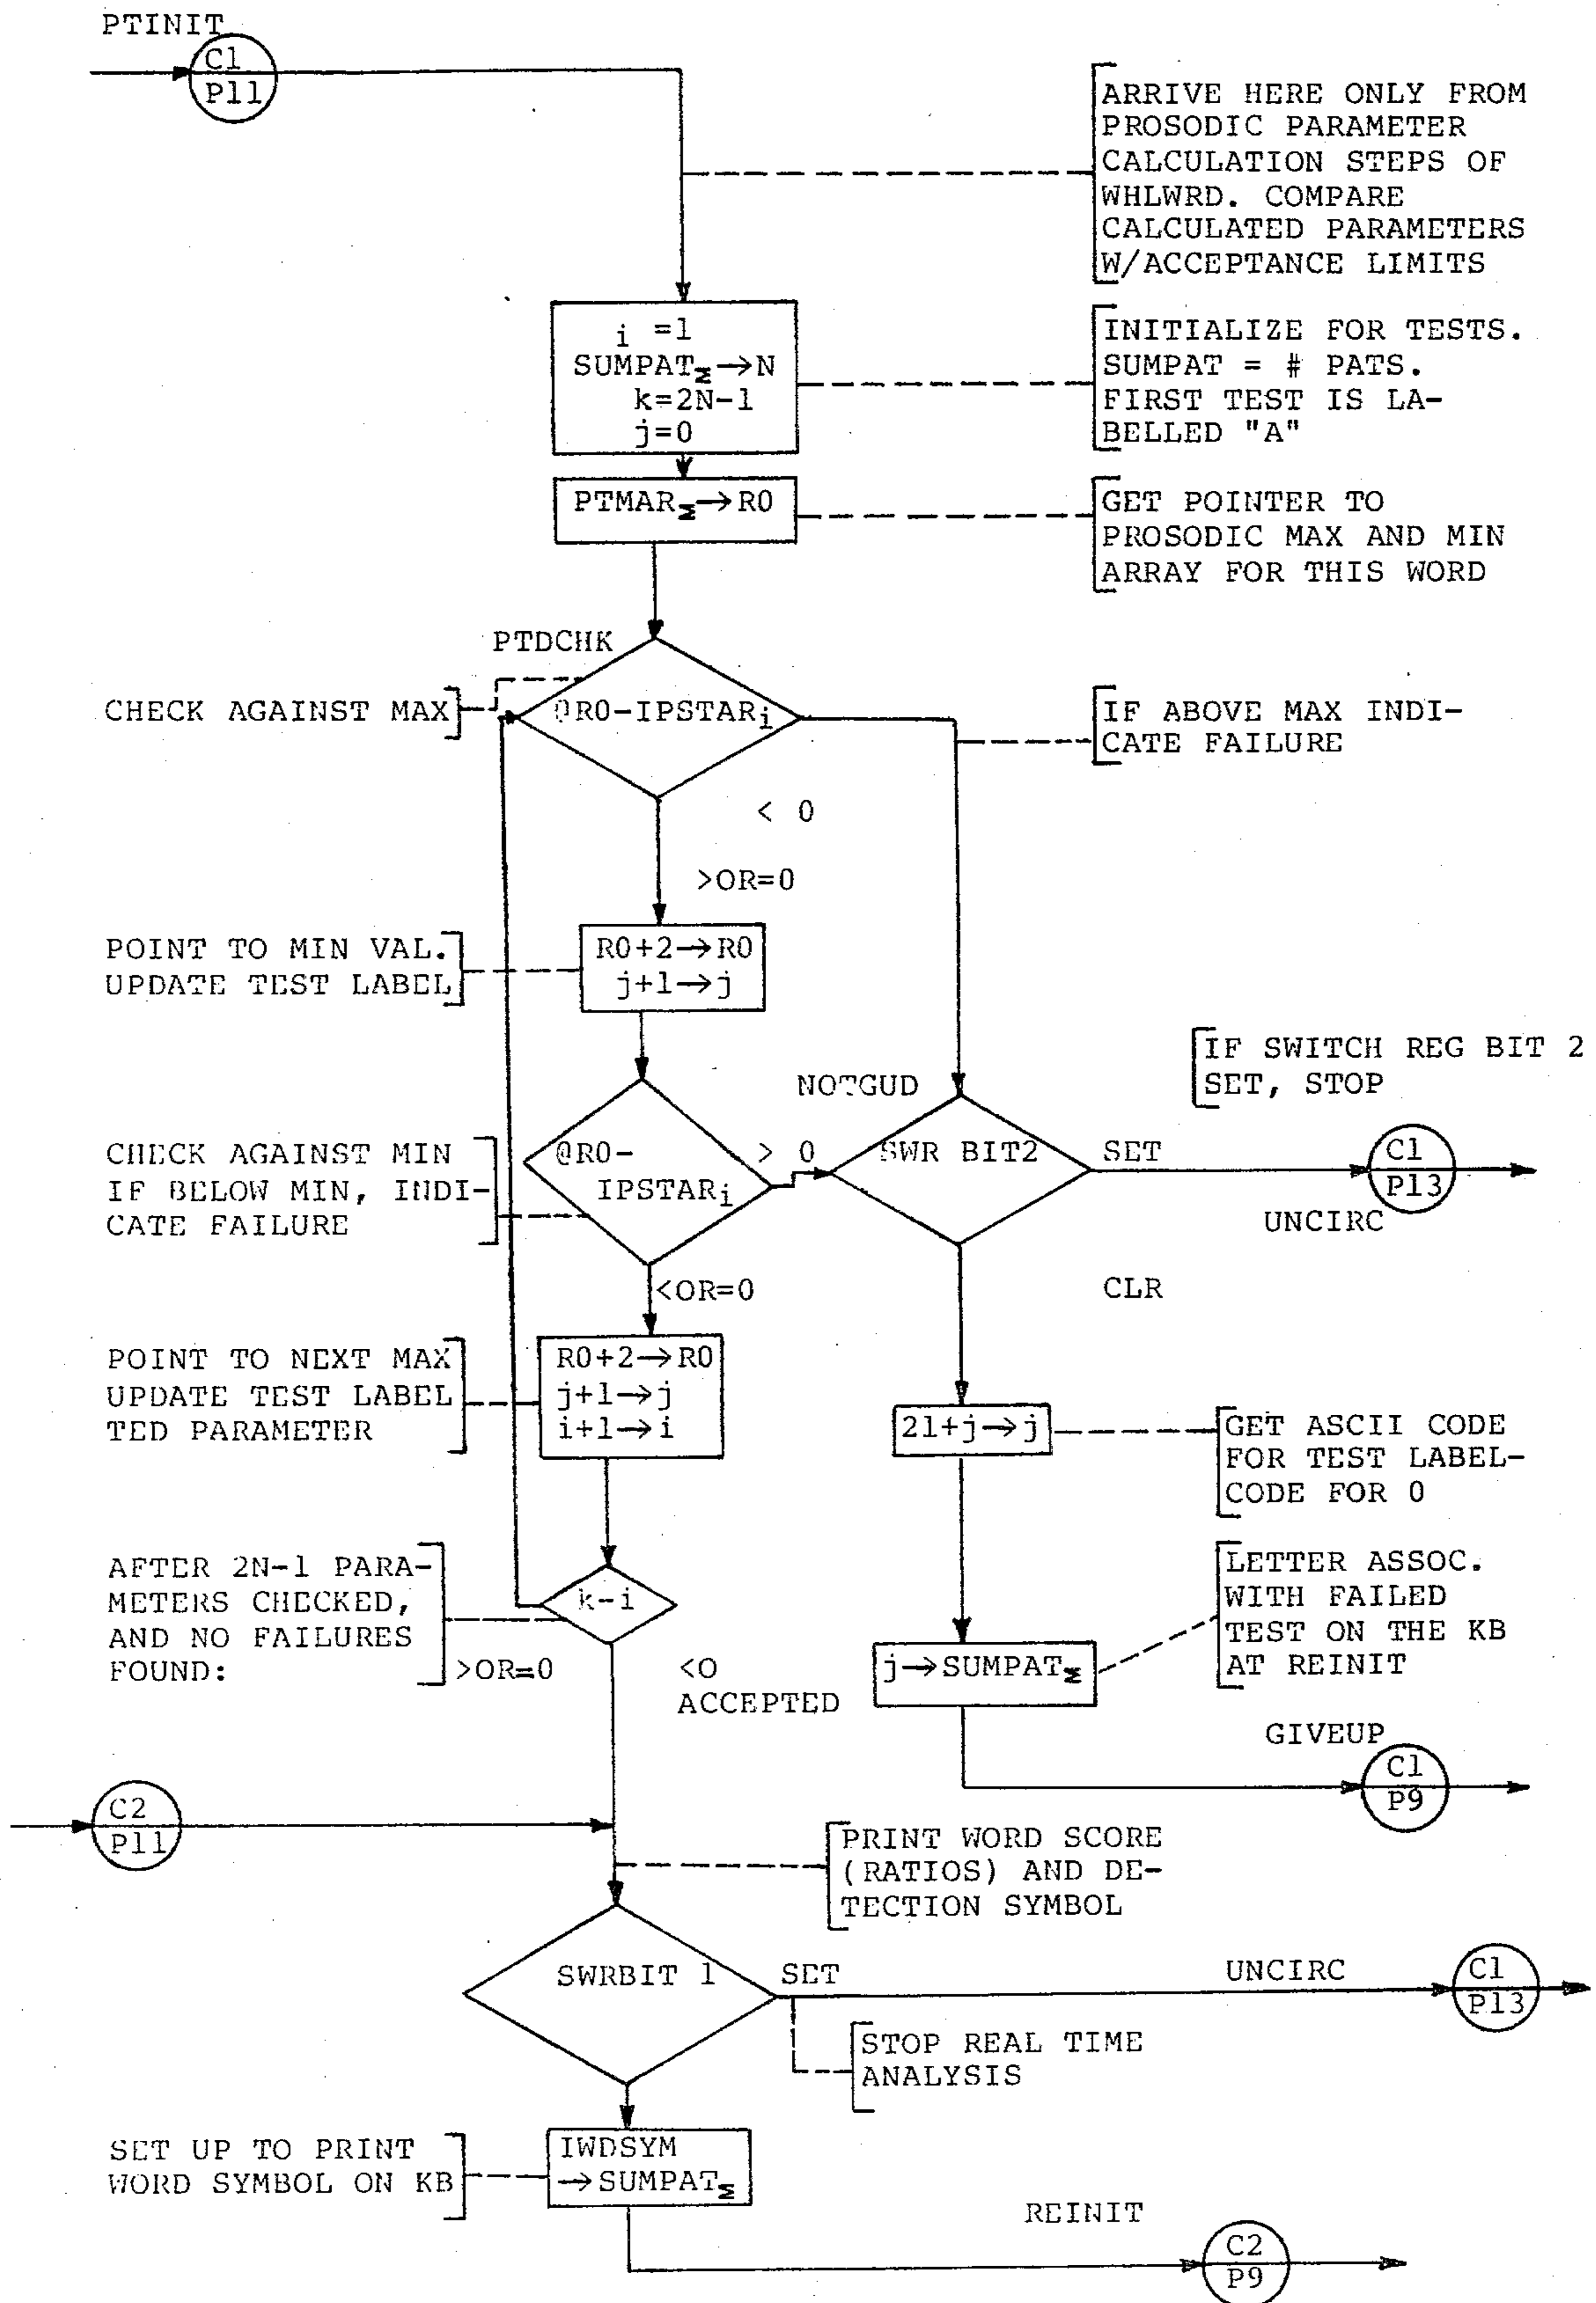 PTINIT
C1
P11
ARRIVE HERE ONLY FROM
PROSODIC PARAMETER
CALCULATION STEPS OF
WHLWRD. COMPARE
CALCULATED PARAMETERS
W/ACCEPTANCE LIMITS
i =1
SUMPATΣ→N
k=2N-1
j=0
INITIALIZE FOR TESTS.
SUMPAT = # PATS.
FIRST TEST IS LA-
BELLED "A"
PTMARΣ→R0
GET POINTER TO
PROSODIC MAX AND MIN
ARRAY FOR THIS WORD
PTDCHK
CHECK AGAINST MAX
@R0-IPSTARi
IF ABOVE MAX INDI-
CATE FAILURE
< 0
>OR=0
POINT TO MIN VAL.
UPDATE TEST LABEL
R0+2→R0
j+1→j
IF SWITCH REG BIT 2
SET, STOP
NOTGUD
CHECK AGAINST MIN
IF BELOW MIN, INDI-
CATE FAILURE
@R0-
IPSTARi
> 0
SWR BIT2
SET
C1
P13
UNCIRC
<OR=0
CLR
POINT TO NEXT MAX
UPDATE TEST LABEL
TED PARAMETER
R0+2→R0
j+1→j
i+1→i
21+j→j
GET ASCII CODE
FOR TEST LABEL-
CODE FOR 0
AFTER 2N-1 PARA-
METERS CHECKED,
AND NO FAILURES
FOUND:
k-i
>OR=0
<0
ACCEPTED
j→SUMPATΣ
LETTER ASSOC.
WITH FAILED
TEST ON THE KB
AT REINIT
GIVEUP
C1
P9
C2
P11
PRINT WORD SCORE
(RATIOS) AND DE-
TECTION SYMBOL
SWRBIT 1
SET
UNCIRC
C1
P13
STOP REAL TIME
ANALYSIS
SET UP TO PRINT
WORD SYMBOL ON KB
IWDSYM
→SUMPATΣ
REINIT
C2
P9